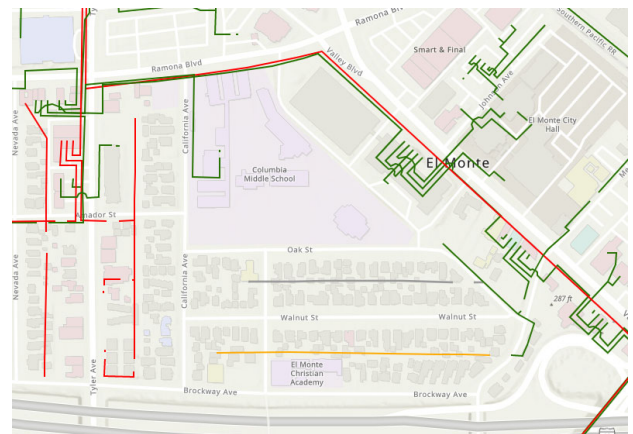 Ramona Blvd
Southern Pacific RR
Smart & Final
Valley Blvd
Ramona Blvd
Johnson Ave
Nevada Ave
California Ave
El Monte City
Hall
El Monte
Columbia
Middle School
Amador St
Oak St
Nevada Ave
California Ave
287 ft
Walnut St
Walnut St
Tyler Ave
El Monte
Christian
Academy
Brockway Ave
Brockway Ave